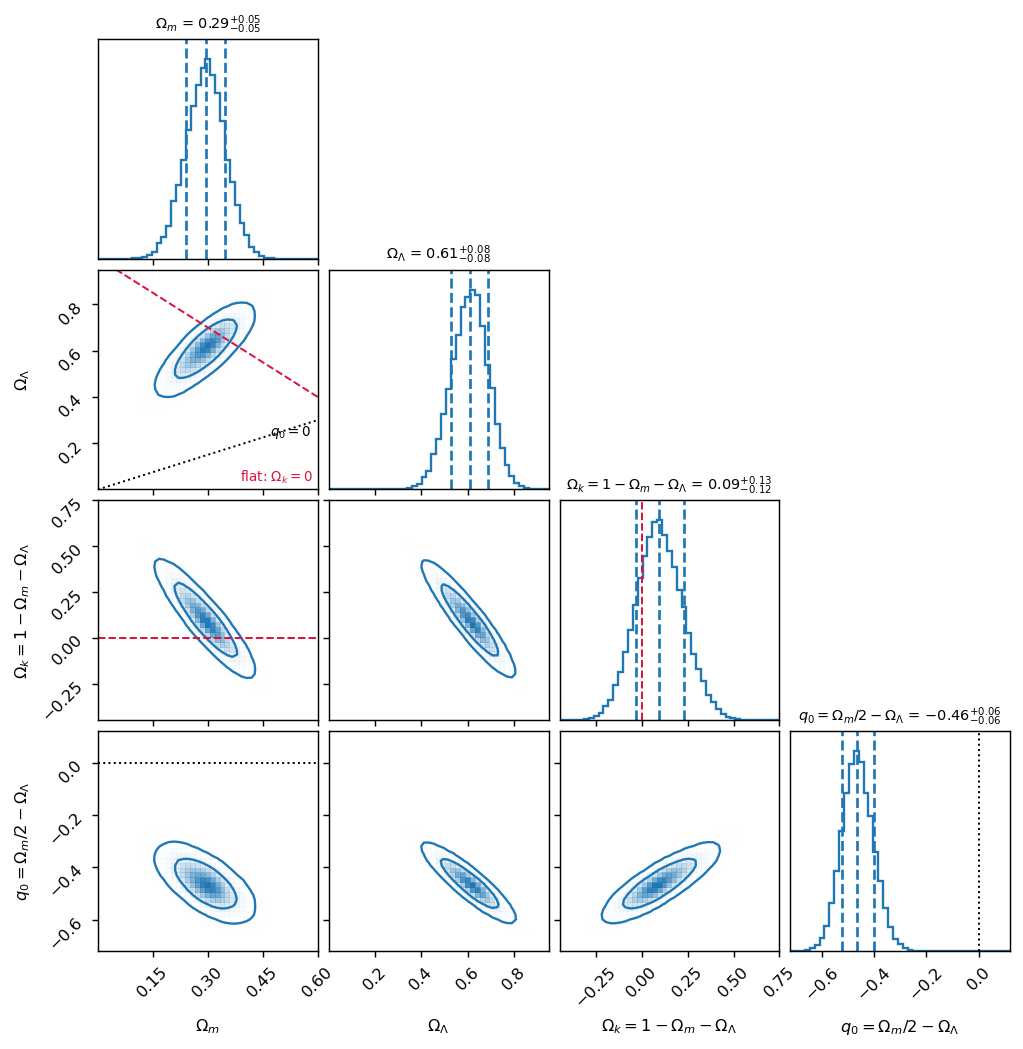 Ω_m = 0.29^{+0.05}_{−0.05}
Ω_Λ = 0.61^{+0.08}_{−0.08}
0.8
0.6
0.4
0.2
Ω_Λ
q_0 = 0
flat: Ω_k = 0
Ω_k = 1 − Ω_m − Ω_Λ = 0.09^{+0.13}_{−0.12}
0.75
0.50
0.25
0.00
−0.25
Ω_k = 1 − Ω_m − Ω_Λ
q_0 = Ω_m/2 − Ω_Λ = −0.46^{+0.06}_{−0.06}
0.0
−0.2
−0.4
−0.6
q_0 = Ω_m/2 − Ω_Λ
0.15 0.30 0.45 0.60
0.2 0.4 0.6 0.8
−0.25 0.00 0.25 0.50 0.75
−0.6 −0.4 −0.2 0.0
Ω_m
Ω_Λ
Ω_k = 1 − Ω_m − Ω_Λ
q_0 = Ω_m/2 − Ω_Λ